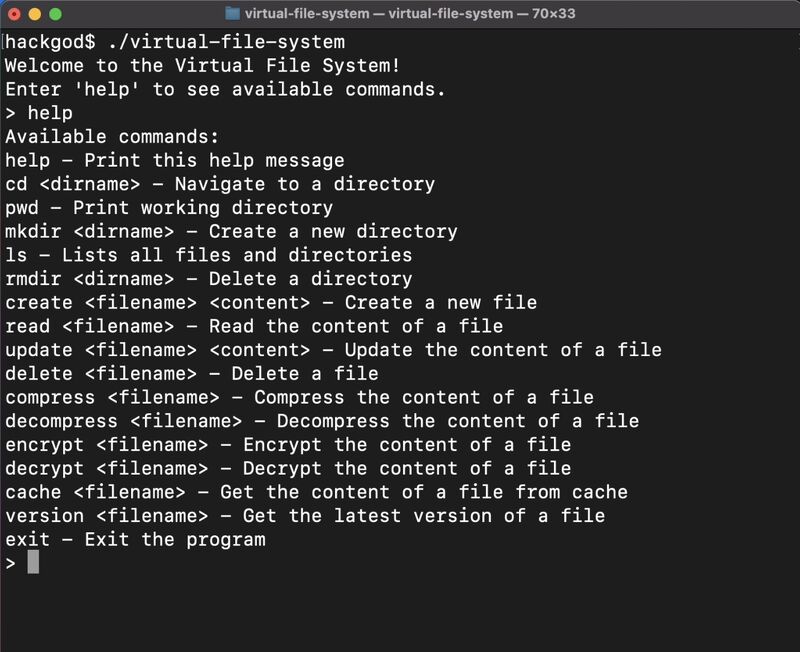 virtual-file-system — virtual-file-system — 70×33
hackgod$ ./virtual-file-system
Welcome to the Virtual File System!
Enter 'help' to see available commands.
> help
Available commands:
help – Print this help message
cd <dirname> – Navigate to a directory
pwd – Print working directory
mkdir <dirname> – Create a new directory
ls – Lists all files and directories
rmdir <dirname> – Delete a directory
create <filename> <content> – Create a new file
read <filename> – Read the content of a file
update <filename> <content> – Update the content of a file
delete <filename> – Delete a file
compress <filename> – Compress the content of a file
decompress <filename> – Decompress the content of a file
encrypt <filename> – Encrypt the content of a file
decrypt <filename> – Decrypt the content of a file
cache <filename> – Get the content of a file from cache
version <filename> – Get the latest version of a file
exit – Exit the program
>